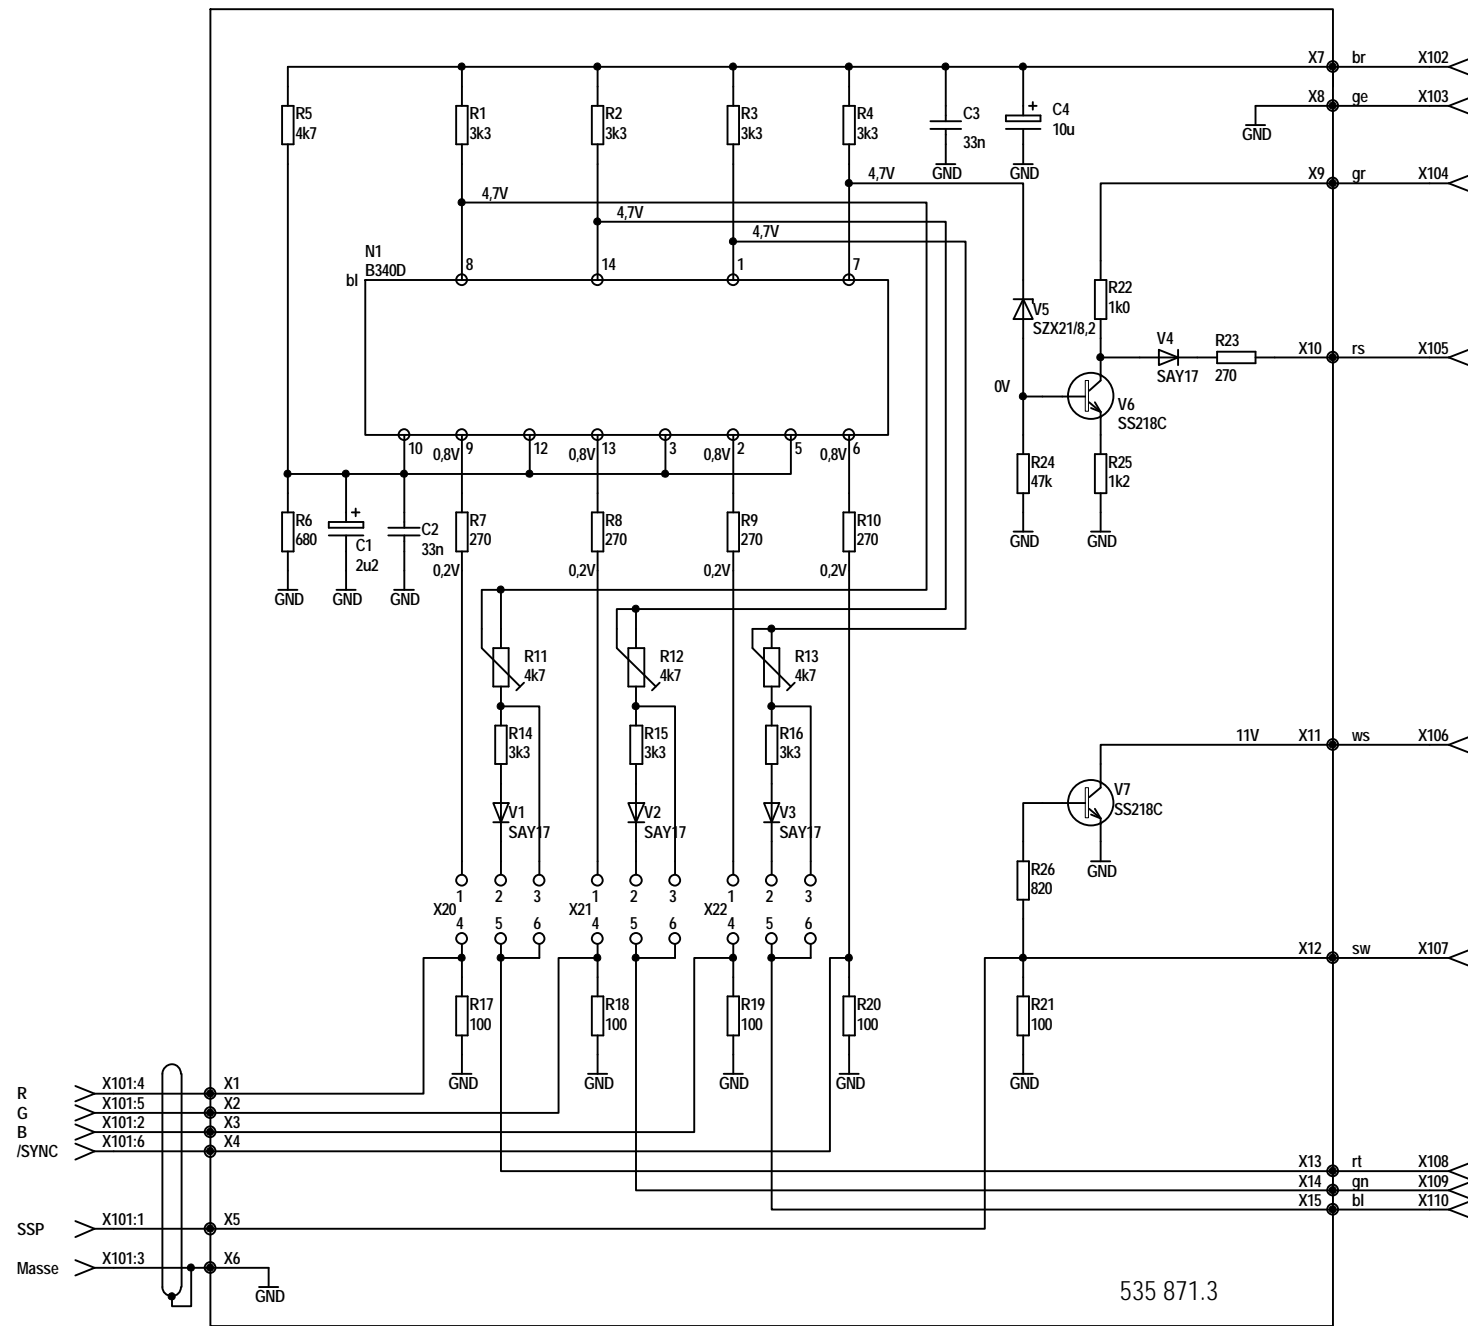 X7 br X102
X8 ge X103
GND
R5 4k7
R1 3k3
R2 3k3
R3 3k3
R4 3k3
C3 33n
GND
+ C4 10u
GND
4,7V
X9 gr X104
4,7V
4,7V
4,7V
N1
B340D
bl
8 14 1 7
R22 1k0
V5 SZX21/8,2
V4 SAY17
R23 270
X10 rs X105
0V
V6 SS218C
10 9 12 13 3 2 5 6
0,8V 0,8V 0,8V 0,8V
R24 47k
R25 1k2
GND GND
R6 680
+ C1 2u2
C2 33n
R7 270
R8 270
R9 270
R10 270
0,2V 0,2V 0,2V 0,2V
GND GND GND
R11 4k7
R12 4k7
R13 4k7
R14 3k3
R15 3k3
R16 3k3
11V X11 ws X106
V7 SS218C
GND
V1 SAY17
V2 SAY17
V3 SAY17
R26 820
1 2 3 1 2 3 1 2 3
X20 X21 X22
4 5 6 4 5 6 4 5 6
X12 sw X107
R17 100
R18 100
R19 100
R20 100
R21 100
GND GND GND GND GND
R X101:4 X1
G X101:5 X2
B X101:2 X3
/SYNC X101:6 X4
X13 rt X108
X14 gn X109
X15 bl X110
SSP X101:1 X5
Masse X101:3 X6
GND
535 871.3